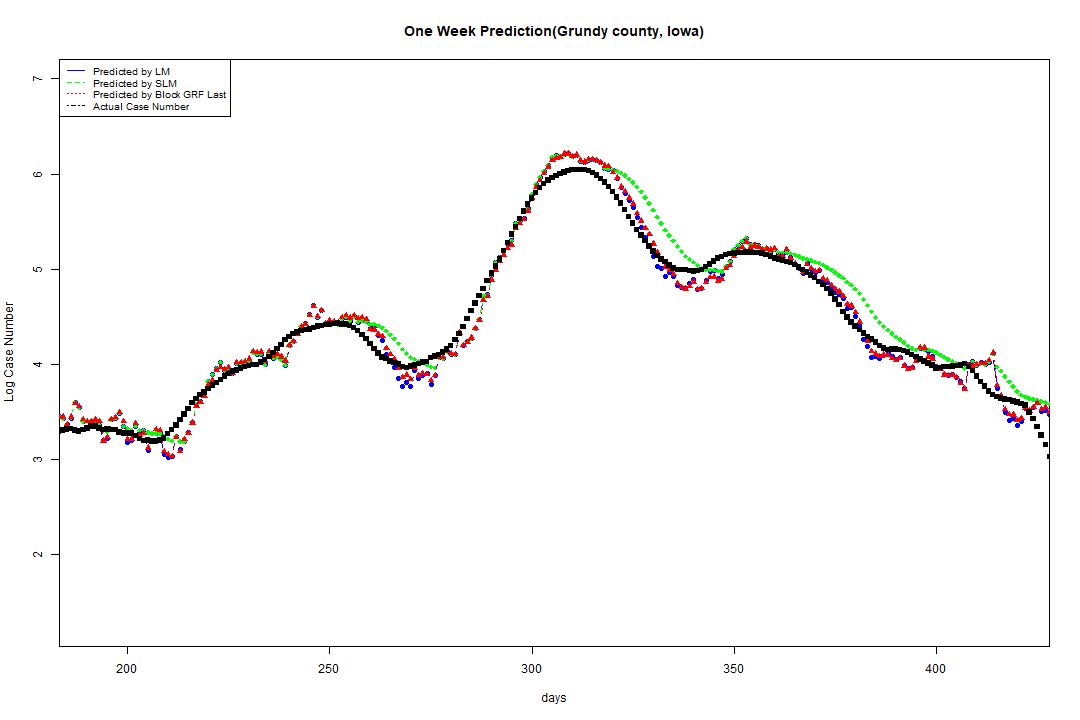 One Week Prediction(Grundy county, Iowa)
Predicted by LM
Predicted by SLM
Predicted by Block GRF Last
Actual Case Number
7
6
5
4
3
2
Log Case Number
200 250 300 350 400
days